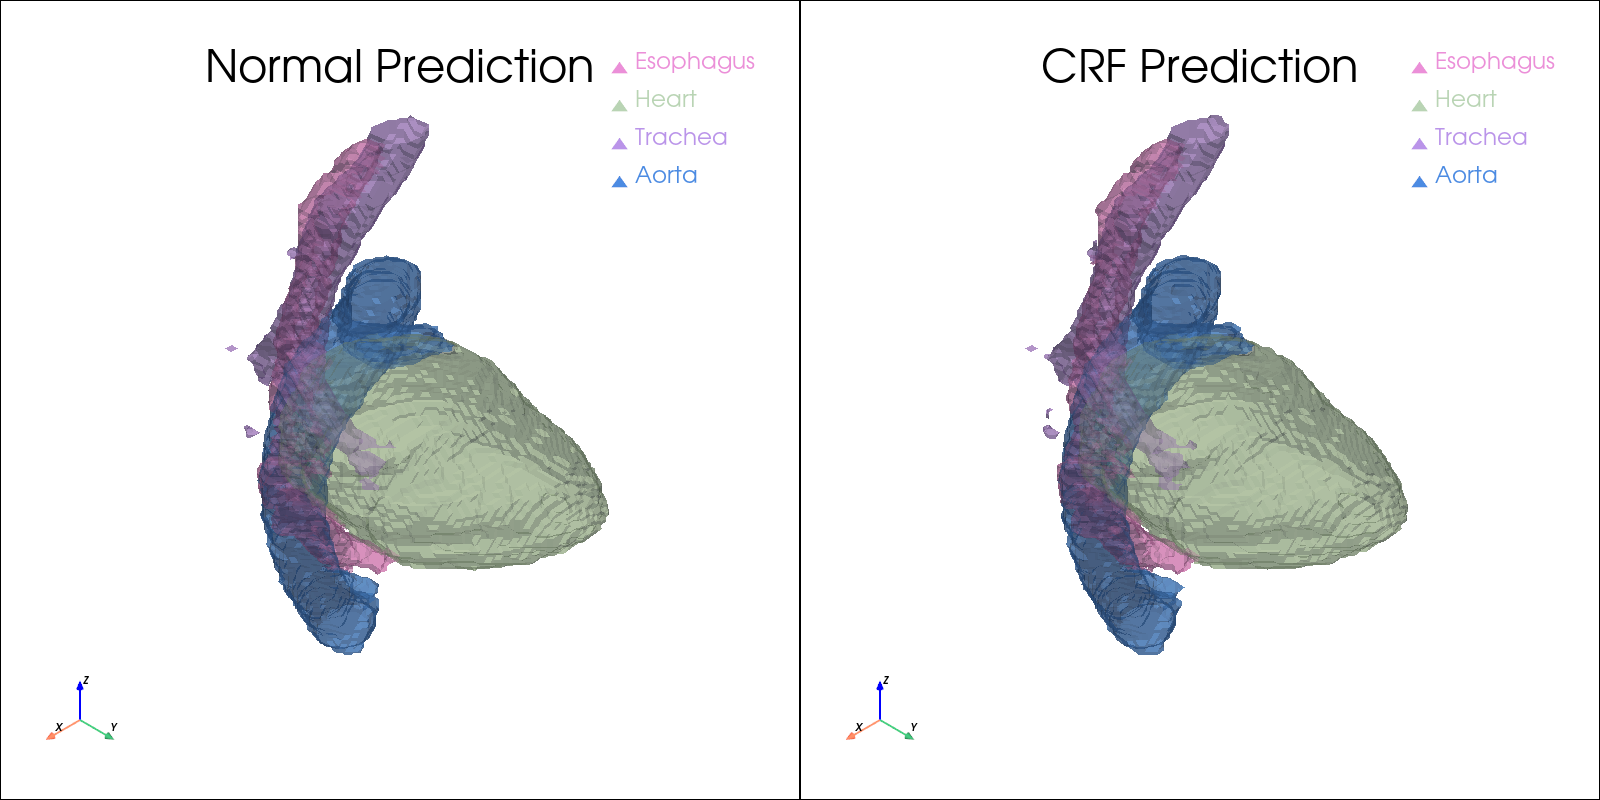 Normal Prediction
Esophagus
Heart
Trachea
Aorta
Z
X
Y
CRF Prediction
Esophagus
Heart
Trachea
Aorta
Z
X
Y